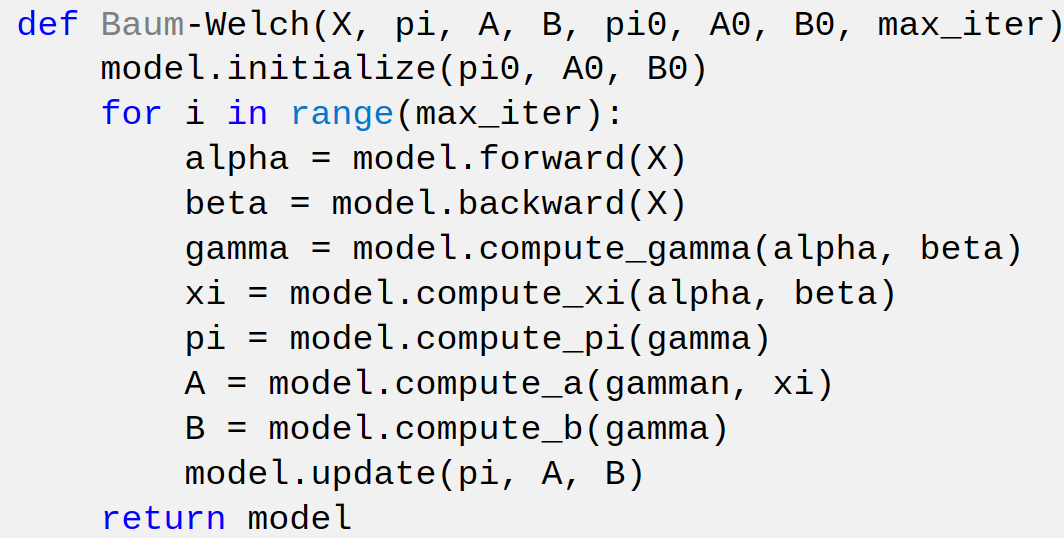 def Baum-Welch(X, pi, A, B, pi0, A0, B0, max_iter)
    model.initialize(pi0, A0, B0)
    for i in range(max_iter):
        alpha = model.forward(X)
        beta = model.backward(X)
        gamma = model.compute_gamma(alpha, beta)
        xi = model.compute_xi(alpha, beta)
        pi = model.compute_pi(gamma)
        A = model.compute_a(gamman, xi)
        B = model.compute_b(gamma)
        model.update(pi, A, B)
    return model